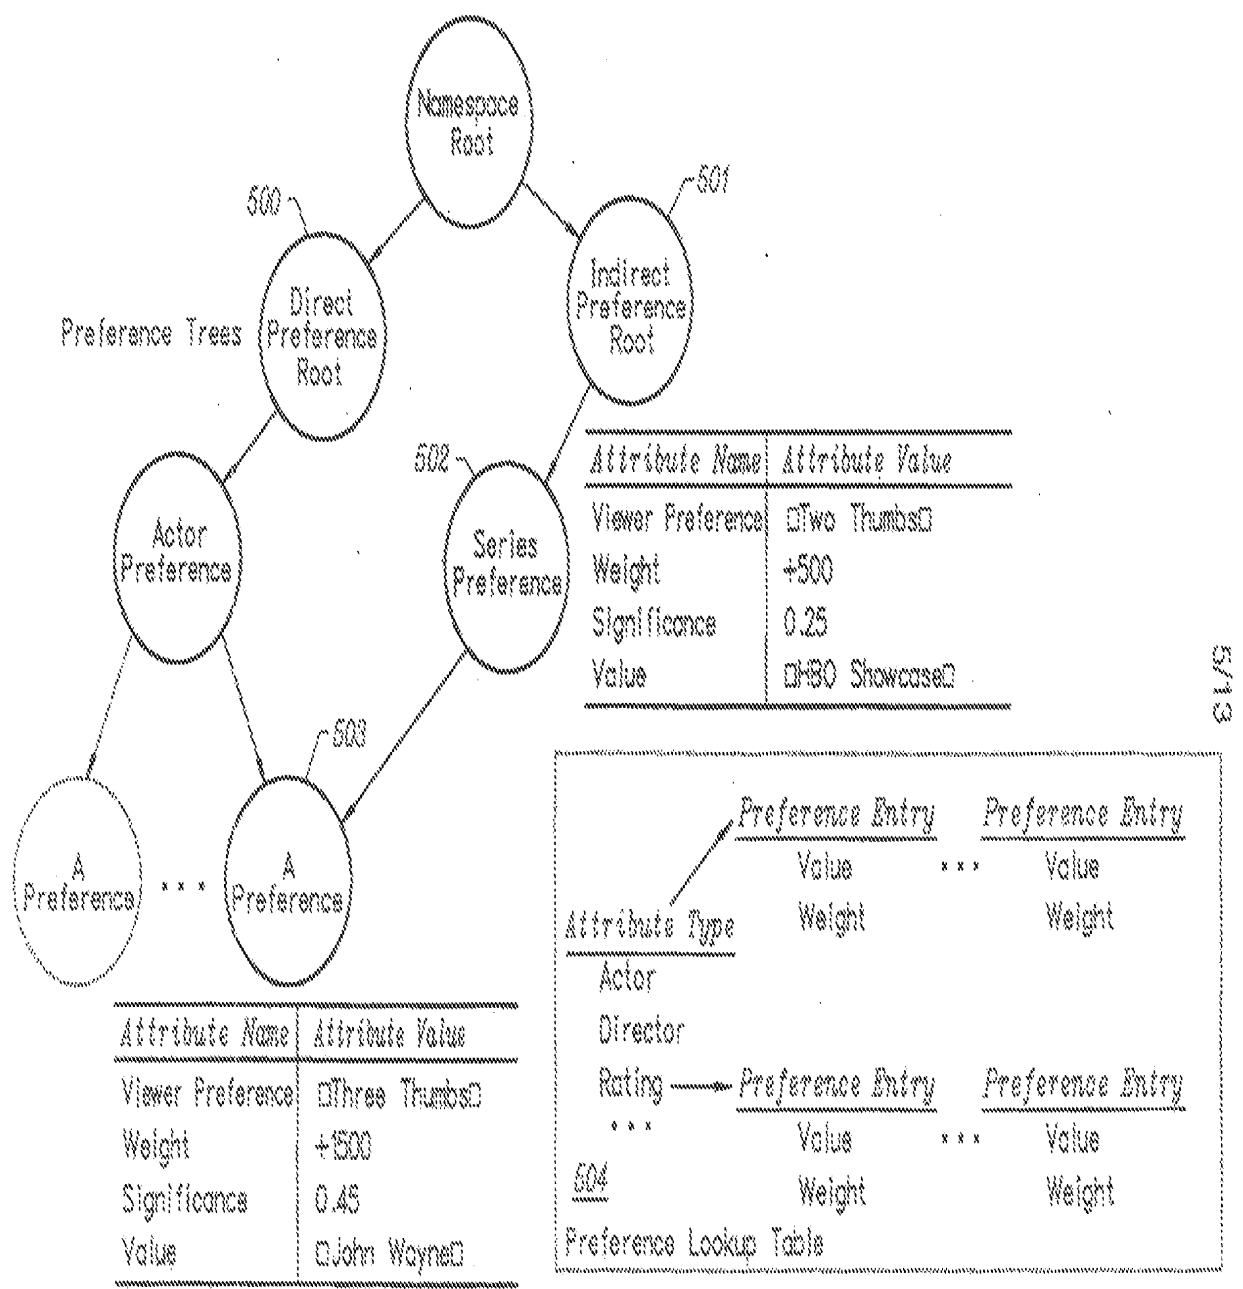 Namespace
Root
500
501
Direct
Preference
Root
Indirect
Preference
Root
Preference Trees
502
Actor
Preference
Series
Preference
Attribute Name Attribute Value
Viewer Preference □Two Thumbs□
Weight +500
Significance 0.25
Value □HBO Showcase□
5/13
503
A
Preference
...
A
Preference
Attribute Name Attribute Value
Viewer Preference □Three Thumbs□
Weight +1500
Significance 0.45
Value □John Wayne□
Preference Entry Preference Entry
Value ... Value
Weight Weight
Attribute Type
Actor
Director
Rating Preference Entry Preference Entry
... Value ... Value
Weight Weight
504
Preference Lookup Table